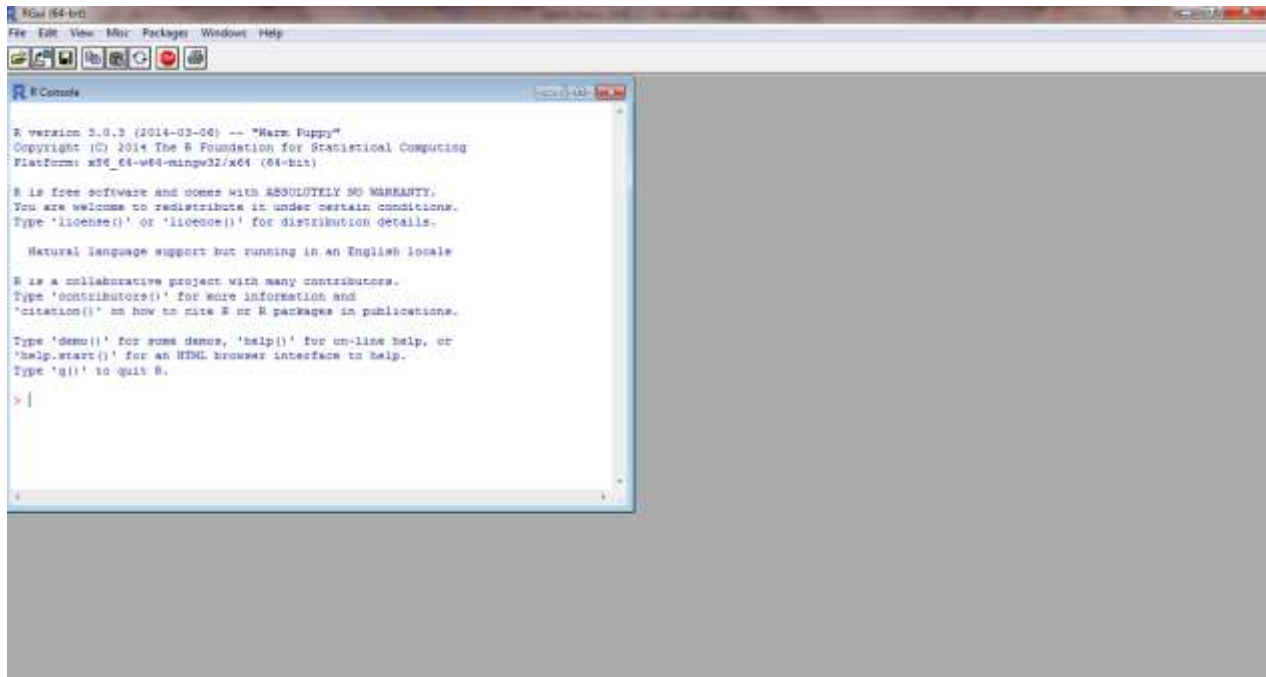 RGui (64-bit)
File Edit View Misc Packages Windows Help
R Console
R version 3.0.3 (2014-03-06) -- "Warm Puppy"
Copyright (C) 2014 The R Foundation for Statistical Computing
Platform: x86_64-w64-mingw32/x64 (64-bit)
R is free software and comes with ABSOLUTELY NO WARRANTY.
You are welcome to redistribute it under certain conditions.
Type 'license()' or 'licence()' for distribution details.
Natural language support but running in an English locale
R is a collaborative project with many contributors.
Type 'contributors()' for more information and
'citation()' on how to cite R or R packages in publications.
Type 'demo()' for some demos, 'help()' for on-line help, or
'help.start()' for an HTML browser interface to help.
Type 'q()' to quit R.
>